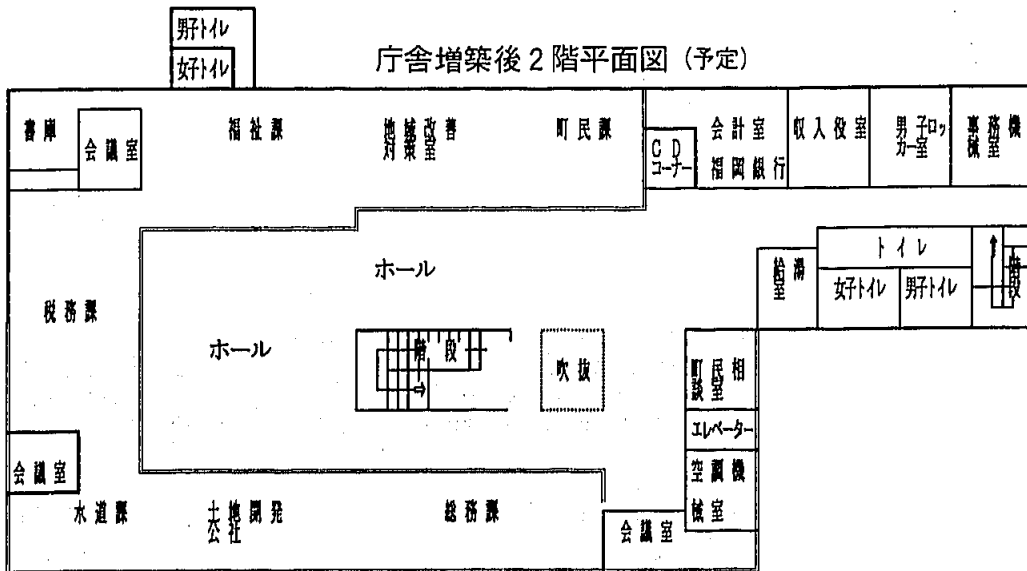 男子トイレ
女子トイレ
庁舎増築後2階平面図（予定）
書庫
会議室
福祉課
地域改善
対策室
町民課
CD
コーナー
会計室
福岡銀行
収入役室
男子ロッ
カー室
事務機
械室
ホール
ホール
税務課
階段
吹抜
給湯
室
トイレ
女子トイレ
男子トイレ
階段
町民相
談室
エレベーター
空調機
械室
会議室
水道課
土地開発
公社
総務課
会議室